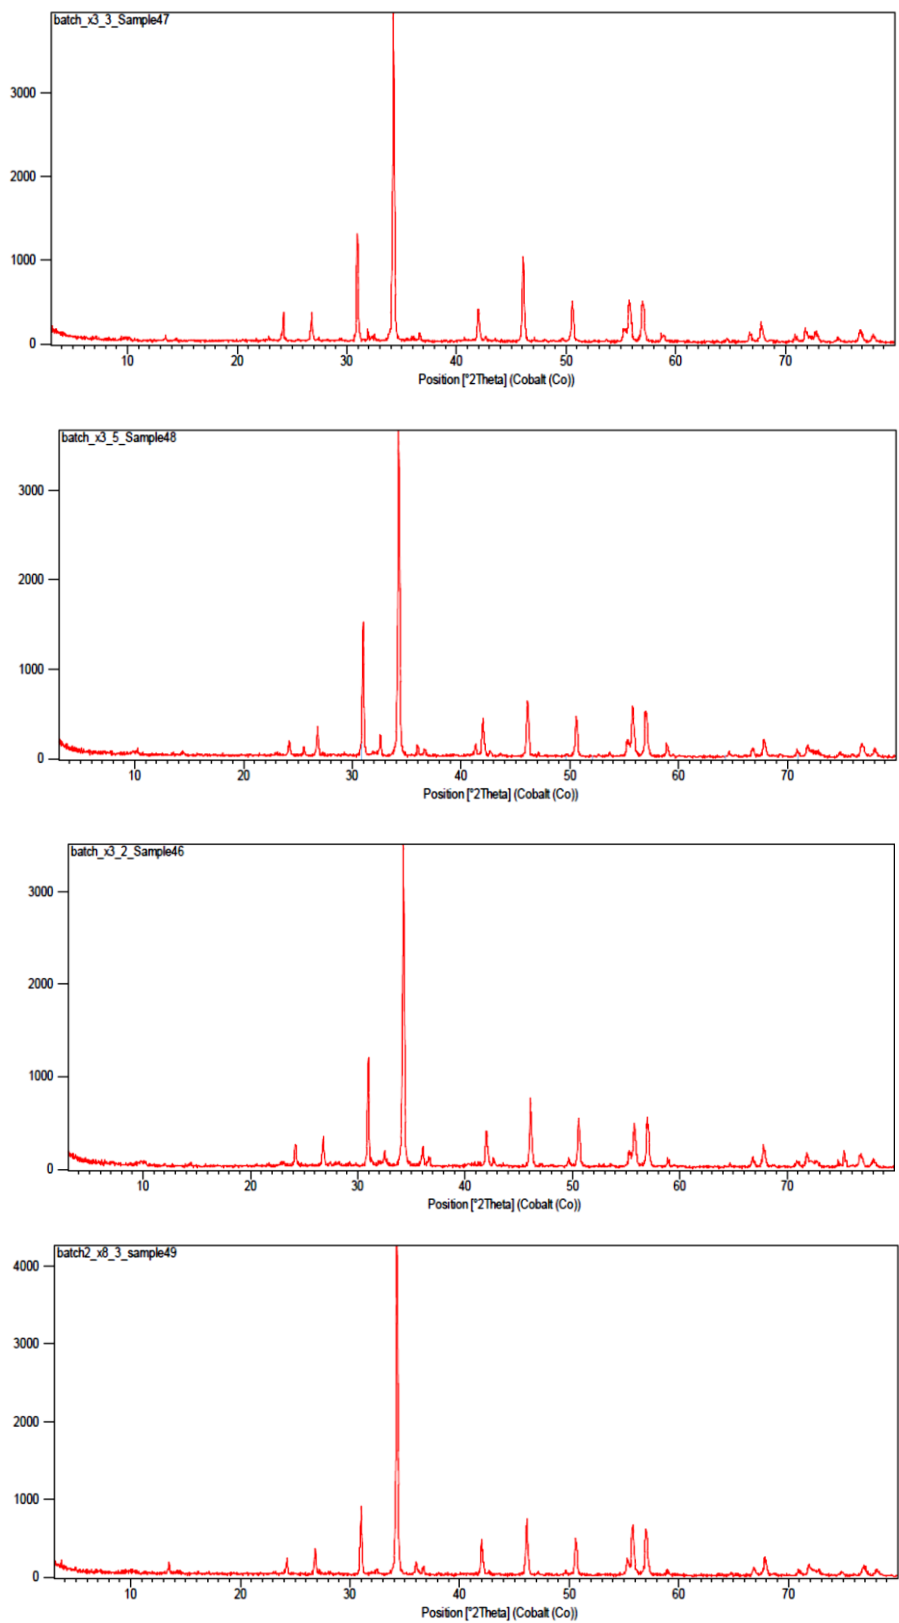 batch_x3_3_Sample47
3000
2000
1000
0
10 20 30 40 50 60 70
Position [°2Theta] (Cobalt (Co))
batch_x3_5_Sample48
3000
2000
1000
0
10 20 30 40 50 60 70
Position [°2Theta] (Cobalt (Co))
batch_x3_2_Sample46
3000
2000
1000
0
10 20 30 40 50 60 70
Position [°2Theta] (Cobalt (Co))
batch2_x8_3_sample49
4000
3000
2000
1000
0
10 20 30 40 50 60 70
Position [°2Theta] (Cobalt (Co))